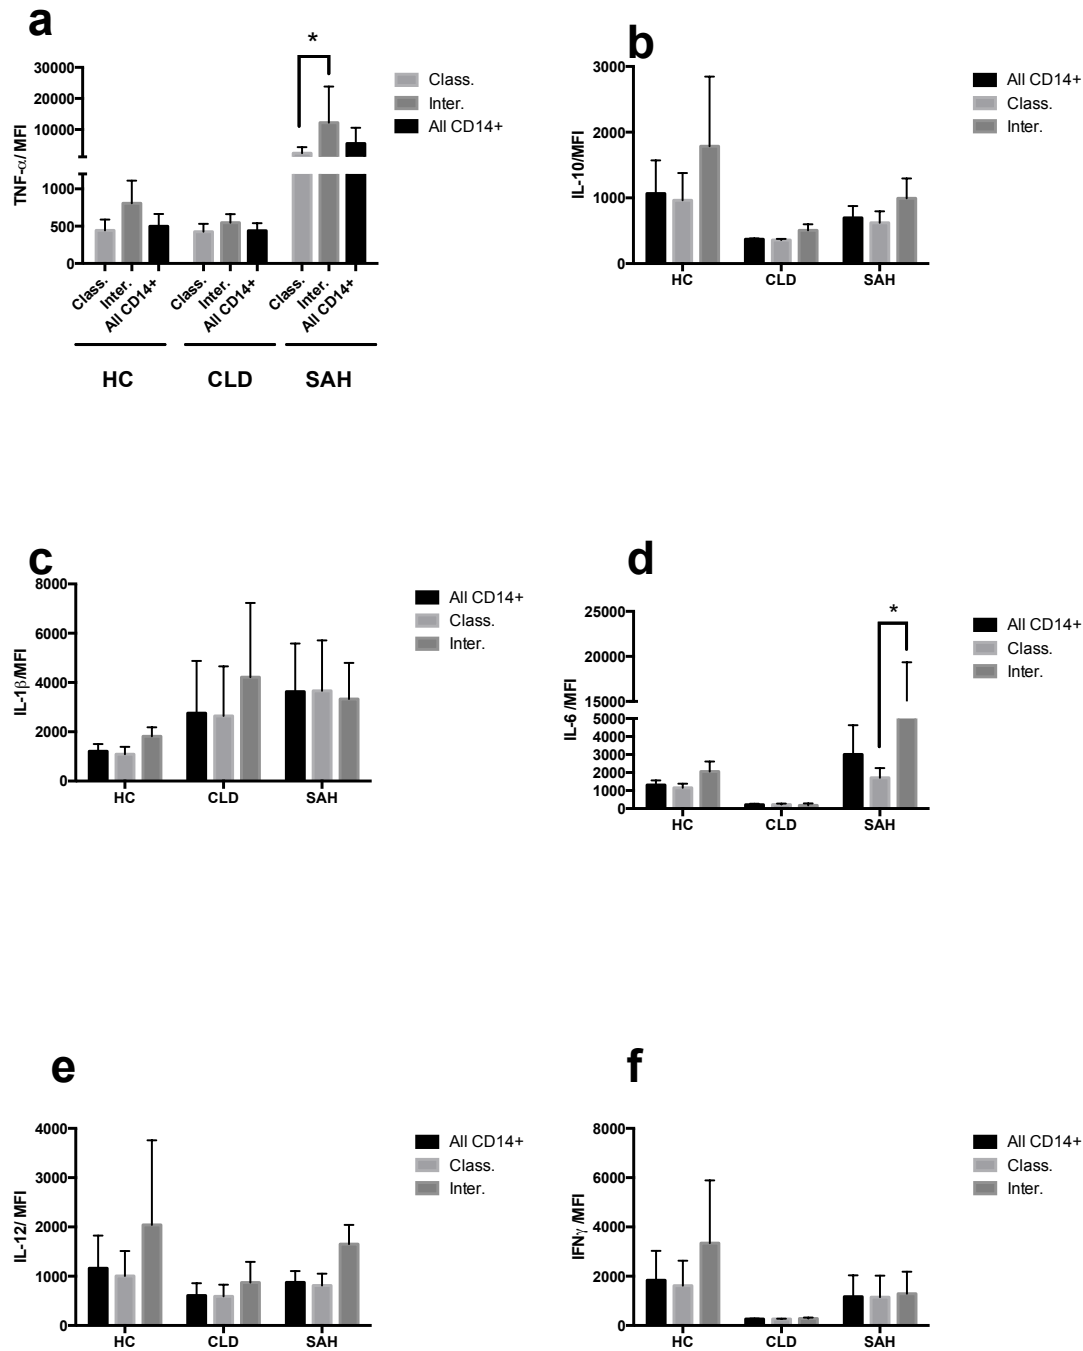 a
*
30000
20000
10000
1000
500
0
TNF-α/ MFI
Class.
Inter.
All CD14+
Class.
Inter.
All CD14+
Class.
Inter.
All CD14+
Class.
Inter.
All CD14+
HC
CLD
SAH
b
3000
2000
1000
0
IL-10/MFI
HC
CLD
SAH
All CD14+
Class.
Inter.
c
8000
6000
4000
2000
0
IL-1β/MFI
HC
CLD
SAH
All CD14+
Class.
Inter.
d
*
25000
20000
15000
5000
4000
3000
2000
1000
0
IL-6 /MFI
HC
CLD
SAH
All CD14+
Class.
Inter.
e
4000
3000
2000
1000
0
IL-12/ MFI
HC
CLD
SAH
All CD14+
Class.
Inter.
f
8000
6000
4000
2000
0
IFNγ /MFI
HC
CLD
SAH
All CD14+
Class.
Inter.